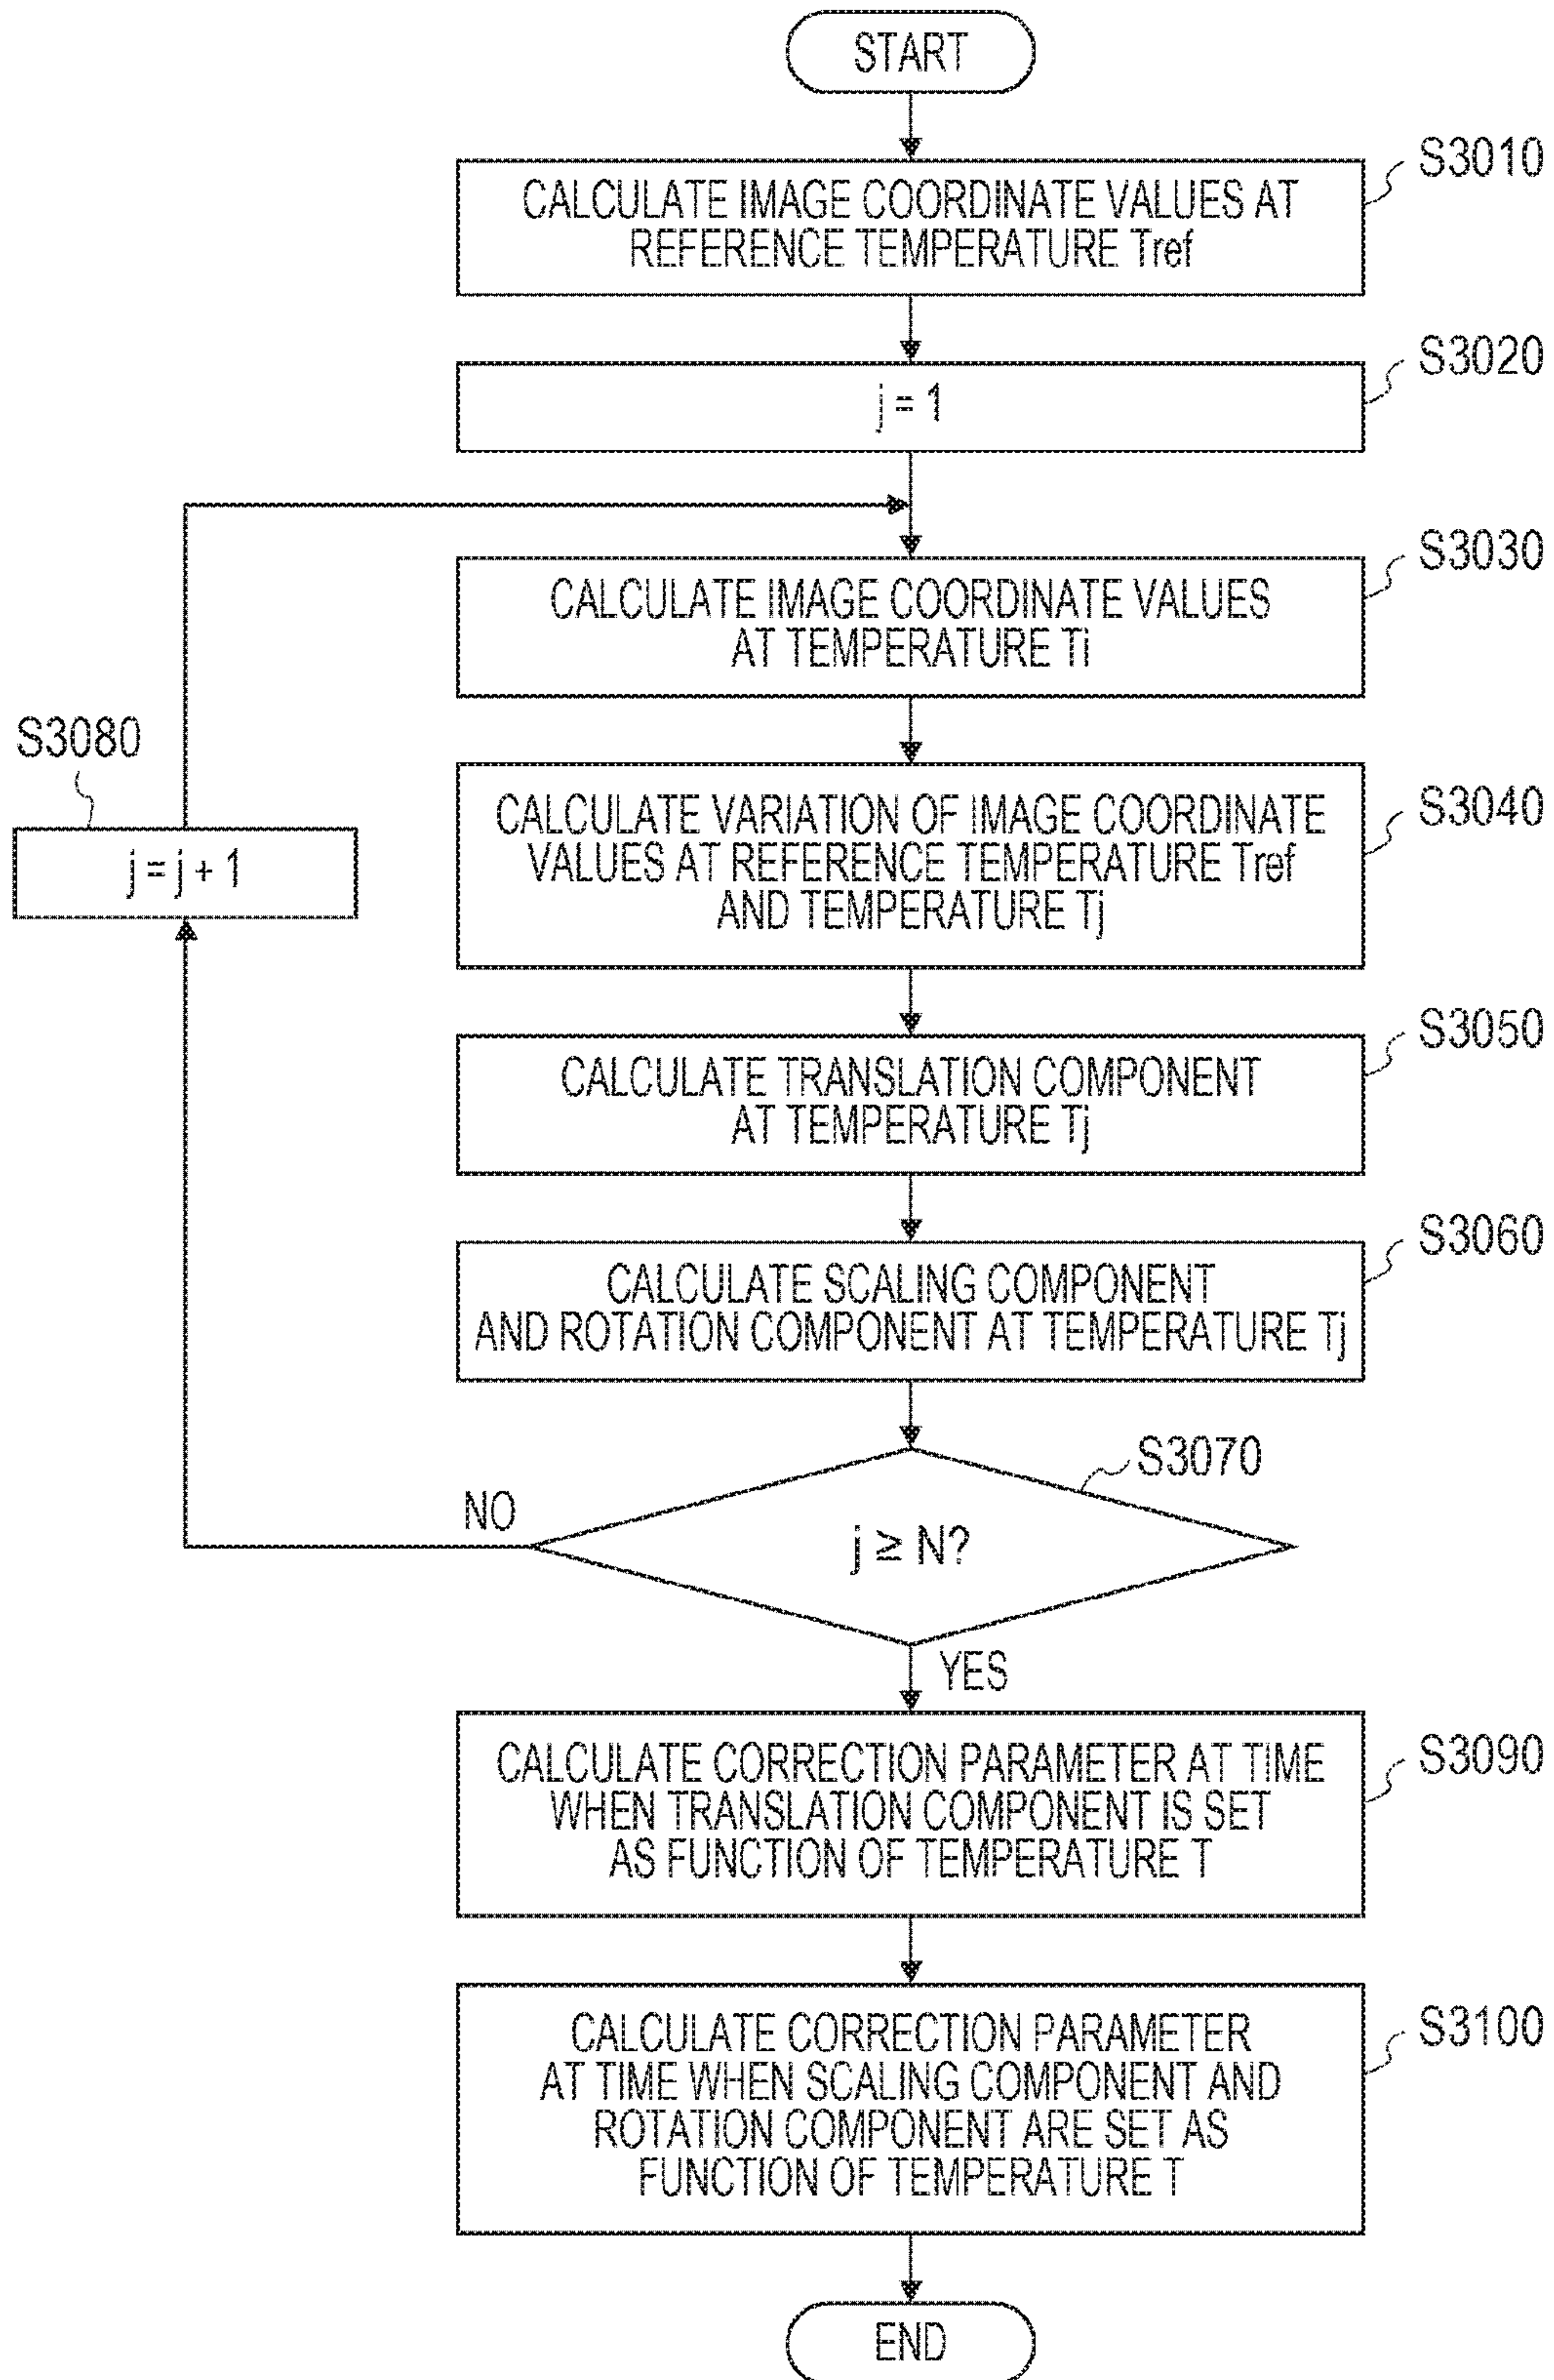 START
S3010
CALCULATE IMAGE COORDINATE VALUES AT
REFERENCE TEMPERATURE Tref
S3020
j = 1
S3030
CALCULATE IMAGE COORDINATE VALUES
AT TEMPERATURE Ti
S3080
j = j + 1
S3040
CALCULATE VARIATION OF IMAGE COORDINATE
VALUES AT REFERENCE TEMPERATURE Tref
AND TEMPERATURE Tj
S3050
CALCULATE TRANSLATION COMPONENT
AT TEMPERATURE Tj
S3060
CALCULATE SCALING COMPONENT
AND ROTATION COMPONENT AT TEMPERATURE Tj
S3070
NO
j ≥ N?
YES
S3090
CALCULATE CORRECTION PARAMETER AT TIME
WHEN TRANSLATION COMPONENT IS SET
AS FUNCTION OF TEMPERATURE T
S3100
CALCULATE CORRECTION PARAMETER
AT TIME WHEN SCALING COMPONENT AND
ROTATION COMPONENT ARE SET AS
FUNCTION OF TEMPERATURE T
END